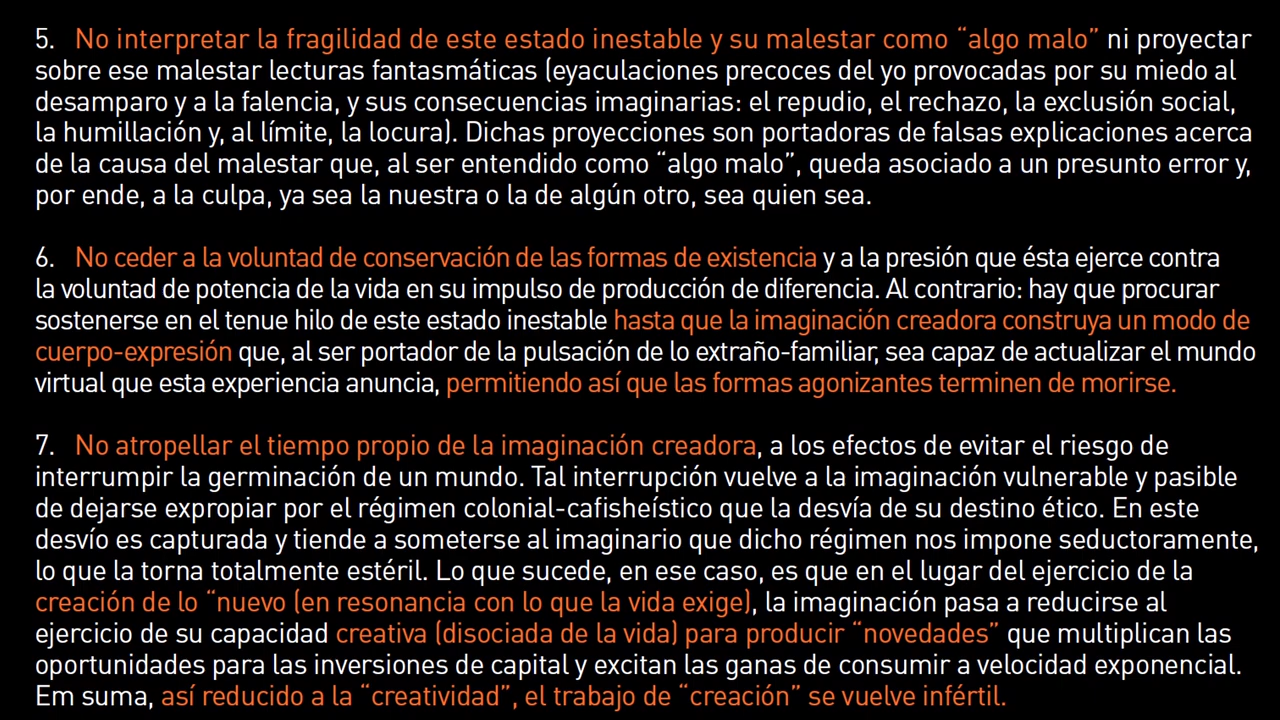 5. No interpretar la fragilidad de este estado inestable y su malestar como “algo malo” ni proyectar
sobre ese malestar lecturas fantasmáticas (eyaculaciones precoces del yo provocadas por su miedo al
desamparo y a la falencia, y sus consecuencias imaginarias: el repudio, el rechazo, la exclusión social,
la humillación y, al límite, la locura). Dichas proyecciones son portadoras de falsas explicaciones acerca
de la causa del malestar que, al ser entendido como “algo malo”, queda asociado a un presunto error y,
por ende, a la culpa, ya sea la nuestra o la de algún otro, sea quien sea.
6. No ceder a la voluntad de conservación de las formas de existencia y a la presión que ésta ejerce contra
la voluntad de potencia de la vida en su impulso de producción de diferencia. Al contrario: hay que procurar
sostenerse en el tenue hilo de este estado inestable hasta que la imaginación creadora construya un modo de
cuerpo-expresión que, al ser portador de la pulsación de lo extraño-familiar, sea capaz de actualizar el mundo
virtual que esta experiencia anuncia, permitiendo así que las formas agonizantes terminen de morirse.
7. No atropellar el tiempo propio de la imaginación creadora, a los efectos de evitar el riesgo de
interrumpir la germinación de un mundo. Tal interrupción vuelve a la imaginación vulnerable y pasible
de dejarse expropiar por el régimen colonial-cafisheístico que la desvía de su destino ético. En este
desvío es capturada y tiende a someterse al imaginario que dicho régimen nos impone seductoramente,
lo que la torna totalmente estéril. Lo que sucede, en ese caso, es que en el lugar del ejercicio de la
creación de lo “nuevo (en resonancia con lo que la vida exige), la imaginación pasa a reducirse al
ejercicio de su capacidad creativa (disociada de la vida) para producir “novedades” que multiplican las
oportunidades para las inversiones de capital y excitan las ganas de consumir a velocidad exponencial.
Em suma, así reducido a la “creatividad”, el trabajo de “creación” se vuelve infértil.